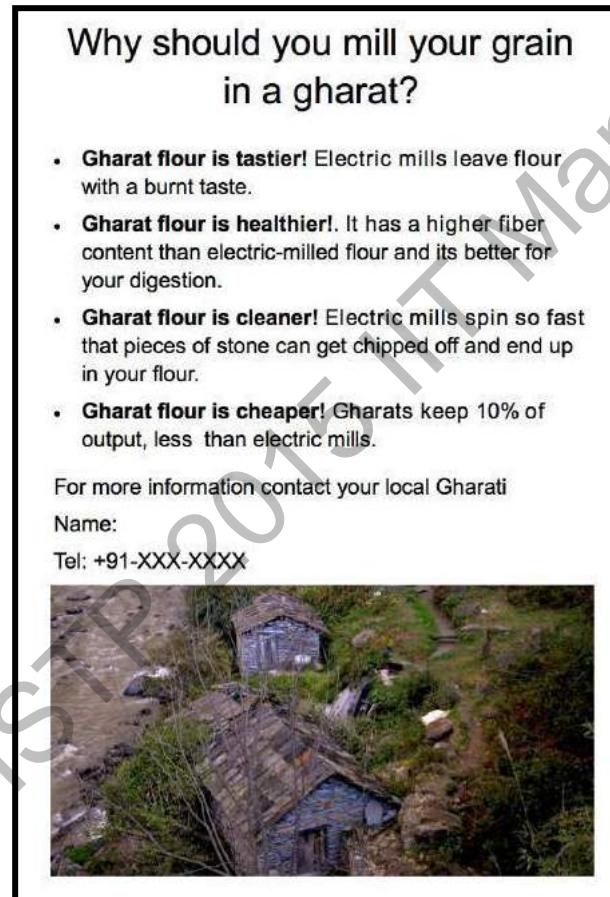 Why should you mill your grain
in a gharat?
• Gharat flour is tastier! Electric mills leave flour
with a burnt taste.
• Gharat flour is healthier!. It has a higher fiber
content than electric-milled flour and its better for
your digestion.
• Gharat flour is cleaner! Electric mills spin so fast
that pieces of stone can get chipped off and end up
in your flour.
• Gharat flour is cheaper! Gharats keep 10% of
output, less than electric mills.
For more information contact your local Gharati
Name:
Tel: +91-XXX-XXXX
ISTP 2015 IIT Man